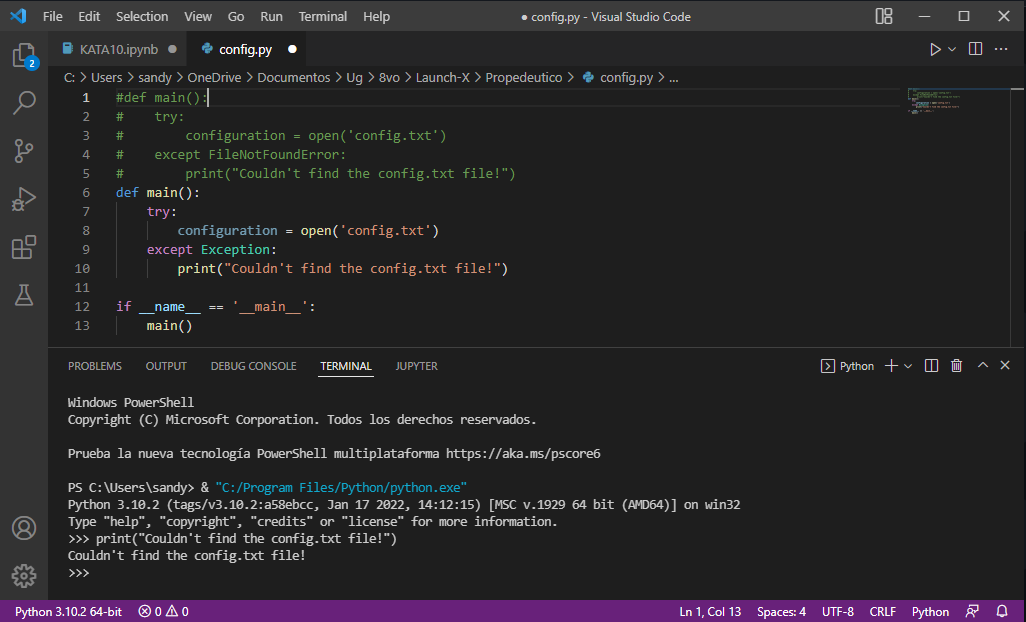 File Edit Selection View Go Run Terminal Help ● config.py - Visual Studio Code
KATA10.ipynb ● config.py ●
C: > Users > sandy > OneDrive > Documentos > Ug > 8vo > Launch-X > Propedeutico > config.py > ...
1 #def main():
2 #    try:
3 #        configuration = open('config.txt')
4 #    except FileNotFoundError:
5 #        print("Couldn't find the config.txt file!")
6 def main():
7     try:
8         configuration = open('config.txt')
9     except Exception:
10         print("Couldn't find the config.txt file!")
11
12 if __name__ == '__main__':
13     main()
2
PROBLEMS OUTPUT DEBUG CONSOLE TERMINAL JUPYTER Python
Windows PowerShell
Copyright (C) Microsoft Corporation. Todos los derechos reservados.
Prueba la nueva tecnología PowerShell multiplataforma https://aka.ms/pscore6
PS C:\Users\sandy> & "C:/Program Files/Python/python.exe"
Python 3.10.2 (tags/v3.10.2:a58ebcc, Jan 17 2022, 14:12:15) [MSC v.1929 64 bit (AMD64)] on win32
Type "help", "copyright", "credits" or "license" for more information.
>>> print("Couldn't find the config.txt file!")
Couldn't find the config.txt file!
>>>
Python 3.10.2 64-bit 0 0 Ln 1, Col 13 Spaces: 4 UTF-8 CRLF Python